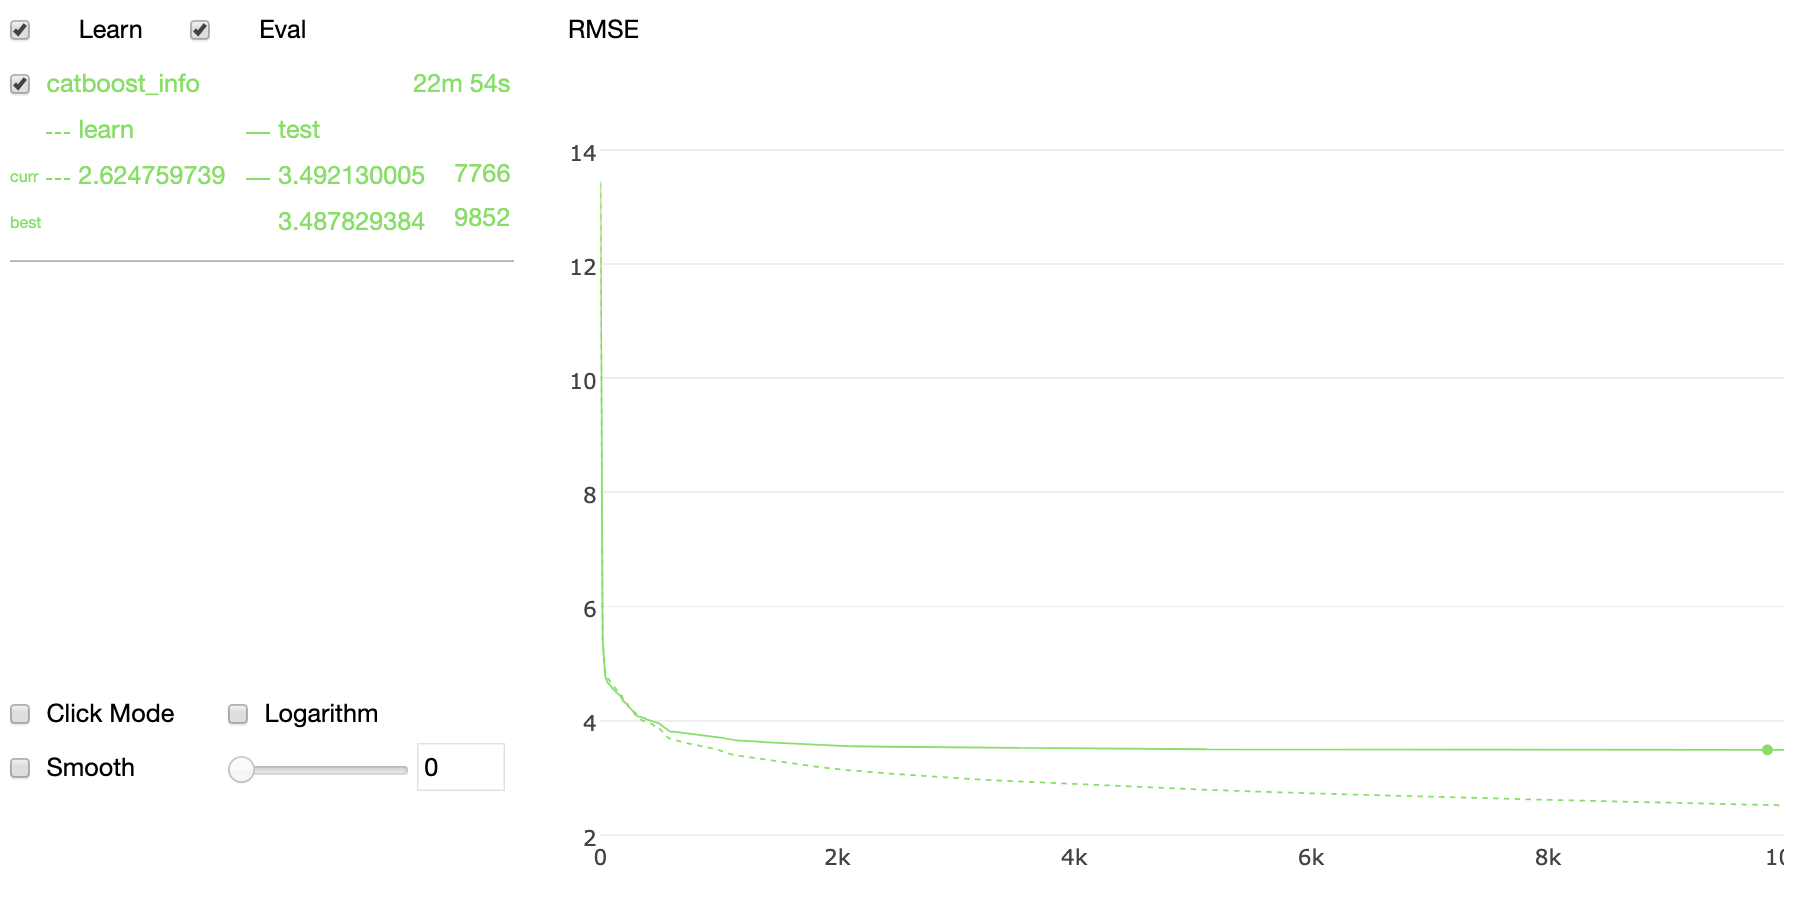 Learn Eval
catboost_info 22m 54s
--- learn — test
curr --- 2.624759739 — 3.492130005 7766
best 3.487829384 9852
Click Mode Logarithm
Smooth 0
RMSE
14
12
10
8
6
4
2
0 2k 4k 6k 8k